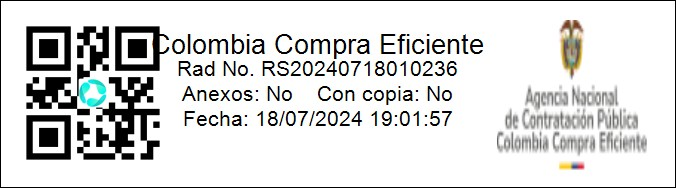 Colombia Compra Eficiente
Rad No. RS20240718010236
Anexos: No    Con copia: No
Fecha: 18/07/2024 19:01:57
Agencia Nacional
de Contratación Pública
Colombia Compra Eficiente